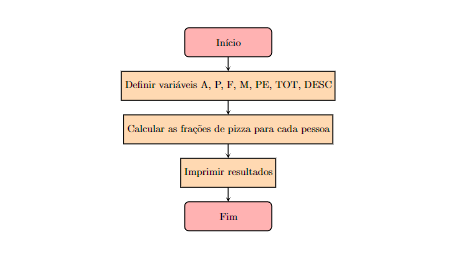 Início
Definir variáveis A, P, F, M, PE, TOT, DESC
Calcular as frações de pizza para cada pessoa
Imprimir resultados
Fim